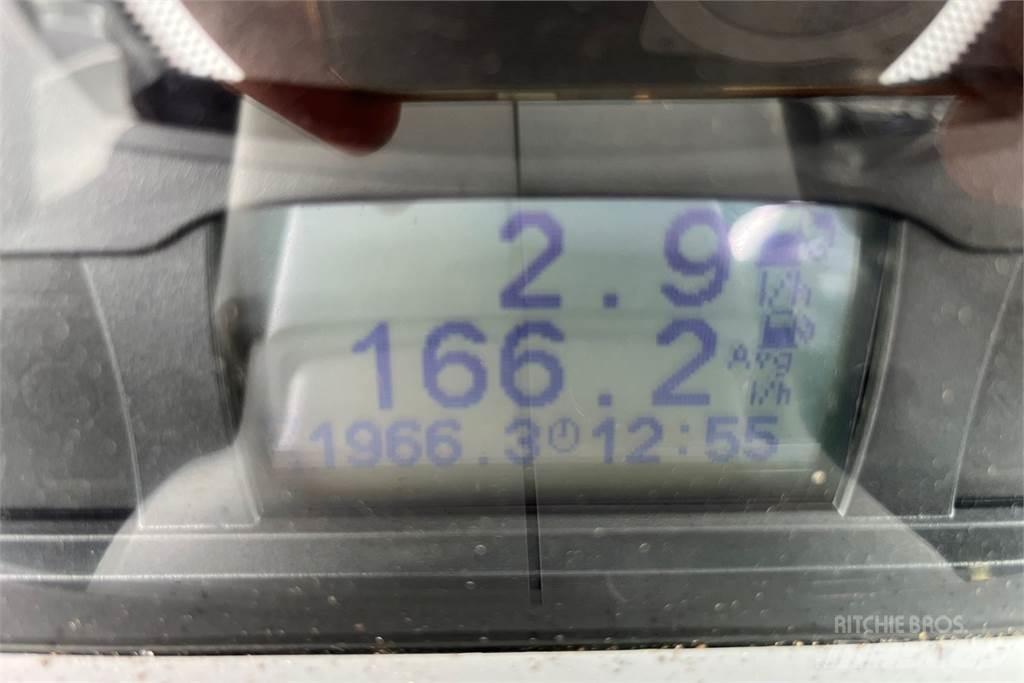 2.9
l/h
166.2
Avg
l/h
1966.3 12:55
RITCHIE BROS.